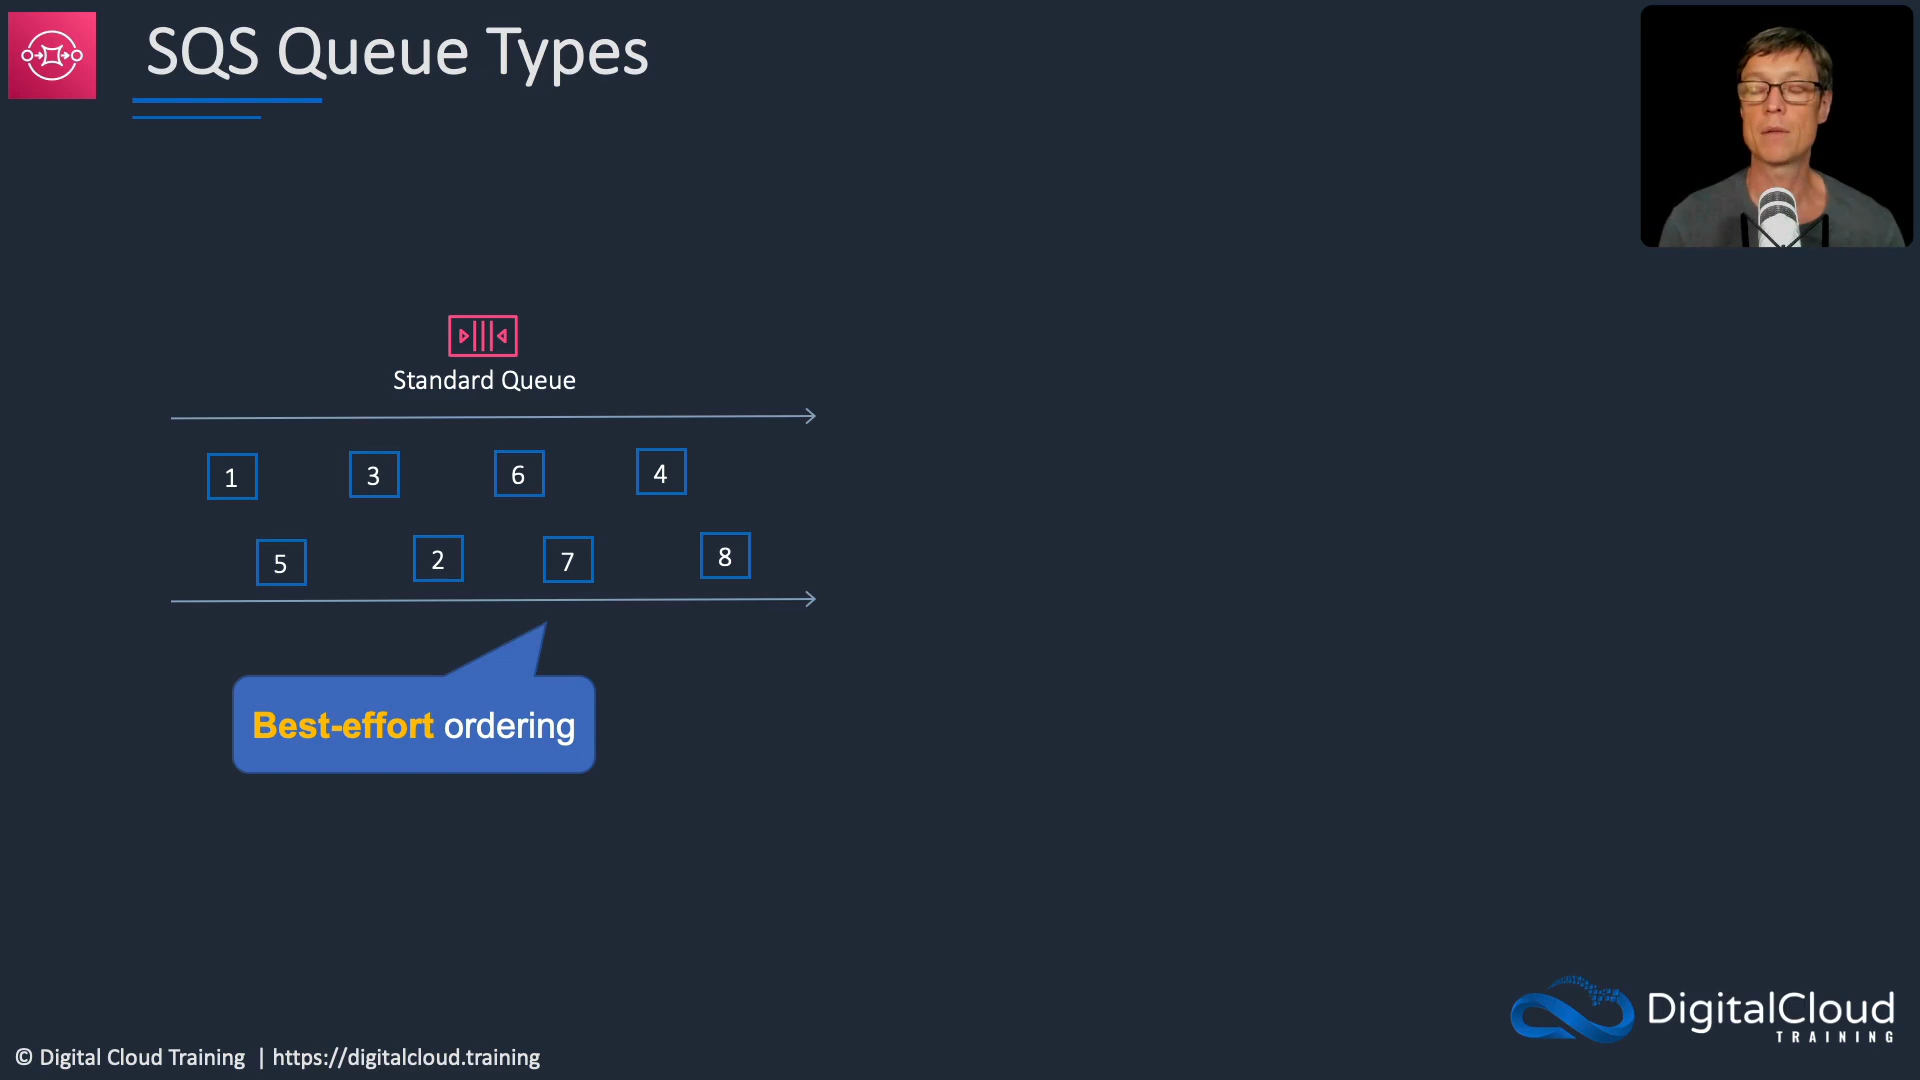 SQS Queue Types
Standard Queue
1 3 6 4
5 2 7 8
Best-effort ordering
DigitalCloud
TRAINING
© Digital Cloud Training | https://digitalcloud.training